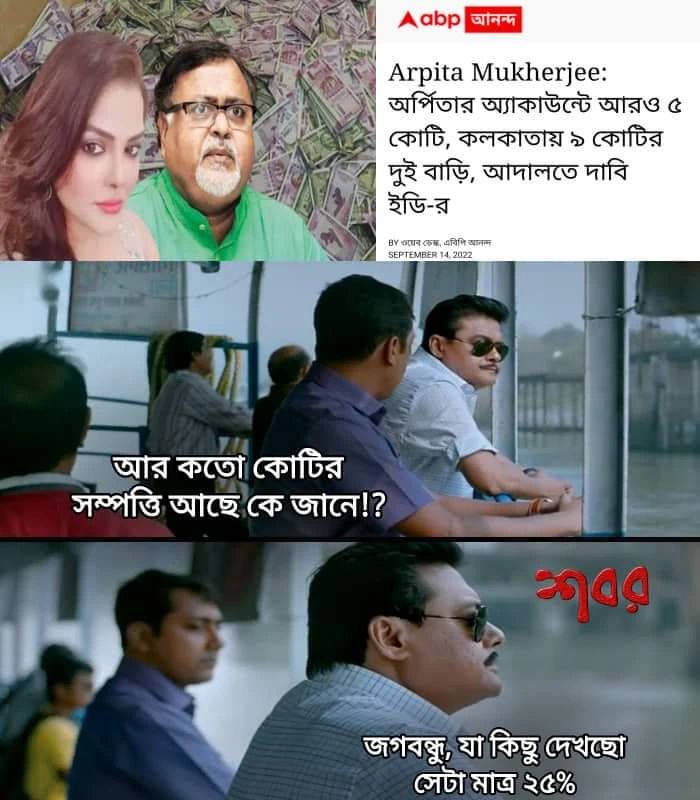 abp আনন্দ
Arpita Mukherjee:
অর্পিতার অ্যাকাউন্টে আরও ৫
কোটি, কলকাতায় ৯ কোটির
দুই বাড়ি, আদালতে দাবি
ইডি-র
BY ওয়েব ডেস্ক, এবিপি আনন্দ
SEPTEMBER 14, 2022
আর কতো কোটির
সম্পত্তি আছে কে জানে!?
শবর
জগবন্ধু, যা কিছু দেখছো
সেটা মাত্র ২৫%